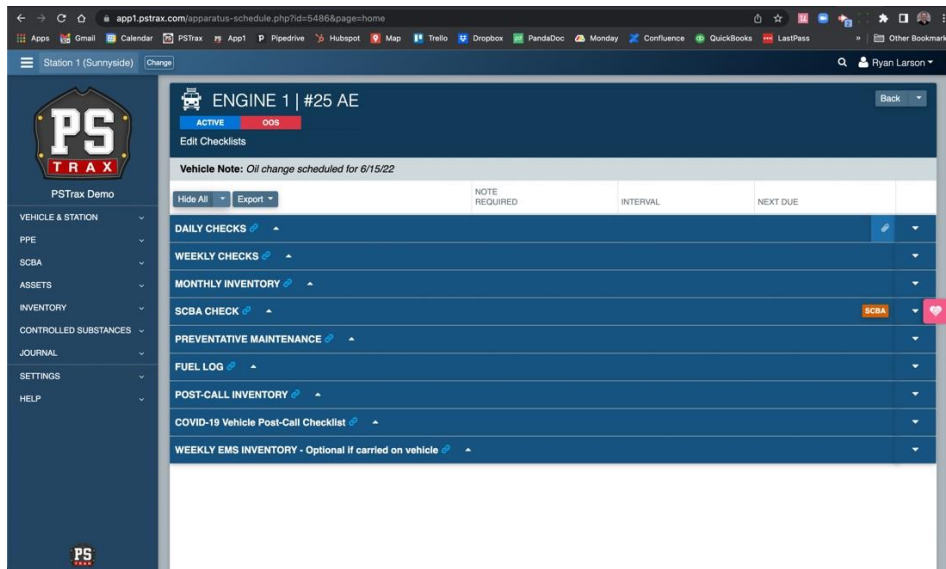 app1.pstrax.com/apparatus-schedule.php?id=5486&page=home
Apps Gmail Calendar PSTrax App1 Pipedrive Hubspot Map Trello Dropbox PandaDoc Monday Confluence QuickBooks LastPass » Other Bookmark
Station 1 (Sunnyside) Change Ryan Larson
PS
TRAX
PSTrax Demo
VEHICLE & STATION
PPE
SCBA
ASSETS
INVENTORY
CONTROLLED SUBSTANCES
JOURNAL
SETTINGS
HELP
PS
TRAX
ENGINE 1 | #25 AE
Back
ACTIVE OOS
Edit Checklists
Vehicle Note: Oil change scheduled for 6/15/22
Hide All Export NOTE REQUIRED INTERVAL NEXT DUE
DAILY CHECKS
WEEKLY CHECKS
MONTHLY INVENTORY
SCBA CHECK SCBA
PREVENTATIVE MAINTENANCE
FUEL LOG
POST-CALL INVENTORY
COVID-19 Vehicle Post-Call Checklist
WEEKLY EMS INVENTORY - Optional if carried on vehicle